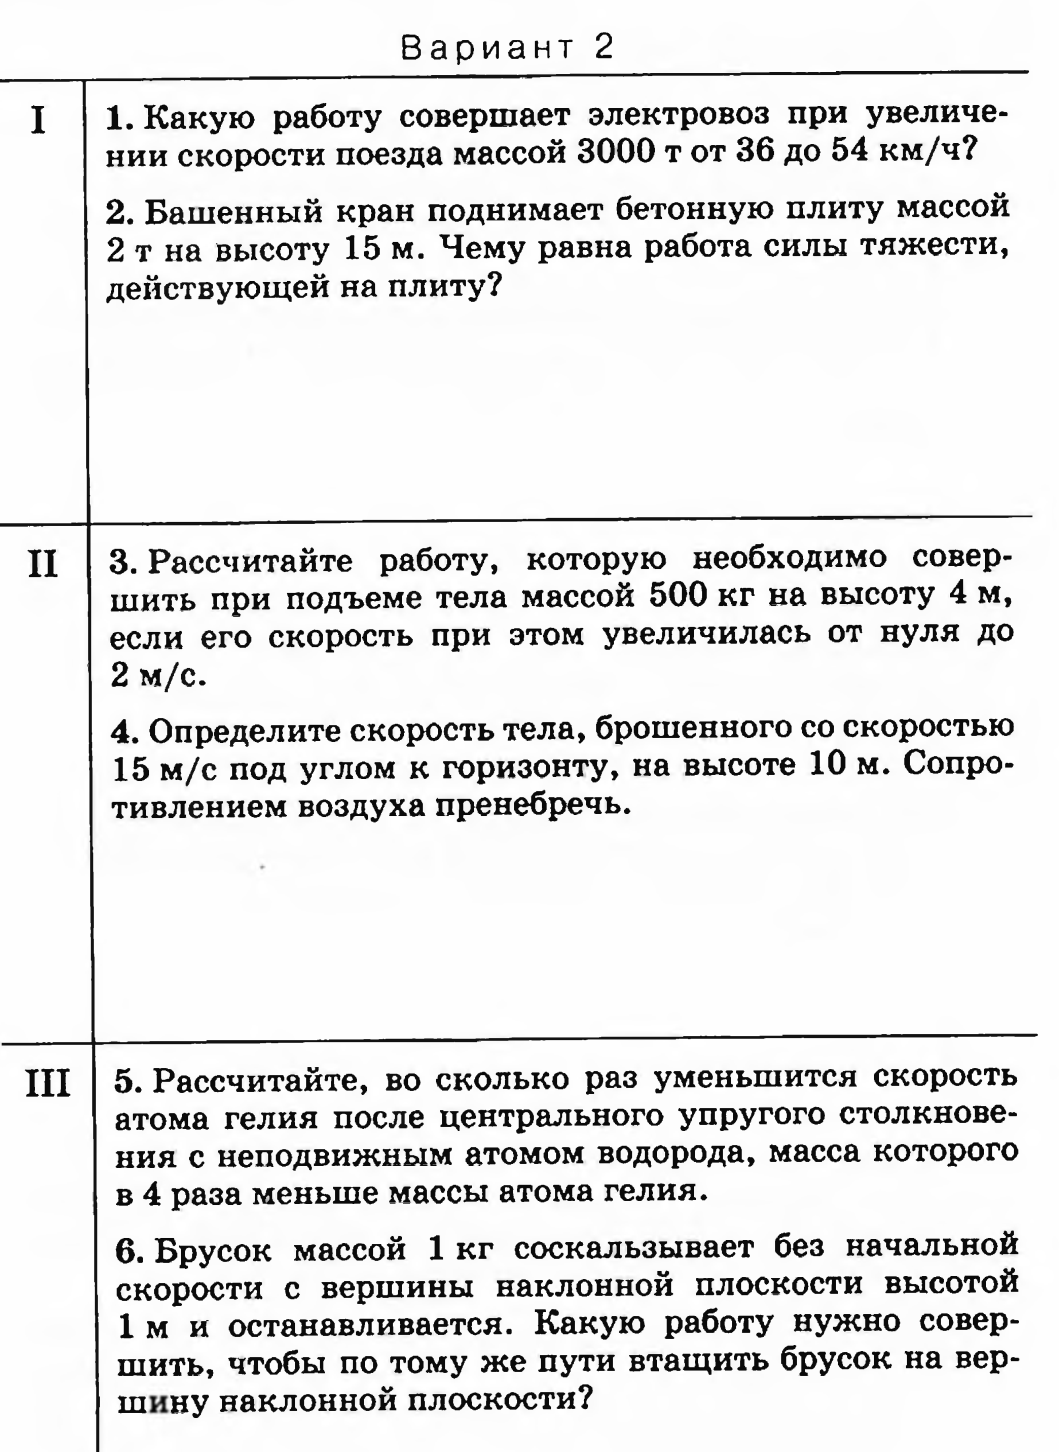 Вариант 2
I
1. Какую работу совершает электровоз при увеличе-
нии скорости поезда массой 3000 т от 36 до 54 км/ч?
2. Башенный кран поднимает бетонную плиту массой
2 т на высоту 15 м. Чему равна работа силы тяжести,
действующей на плиту?
II
3. Рассчитайте работу, которую необходимо совер-
шить при подъеме тела массой 500 кг на высоту 4 м,
если его скорость при этом увеличилась от нуля до
2 м/с.
4. Определите скорость тела, брошенного со скоростью
15 м/с под углом к горизонту, на высоте 10 м. Сопро-
тивлением воздуха пренебречь.
III
5. Рассчитайте, во сколько раз уменьшится скорость
атома гелия после центрального упругого столкнове-
ния с неподвижным атомом водорода, масса которого
в 4 раза меньше массы атома гелия.
6. Брусок массой 1 кг соскальзывает без начальной
скорости с вершины наклонной плоскости высотой
1 м и останавливается. Какую работу нужно совер-
шить, чтобы по тому же пути втащить брусок на вер-
шину наклонной плоскости?